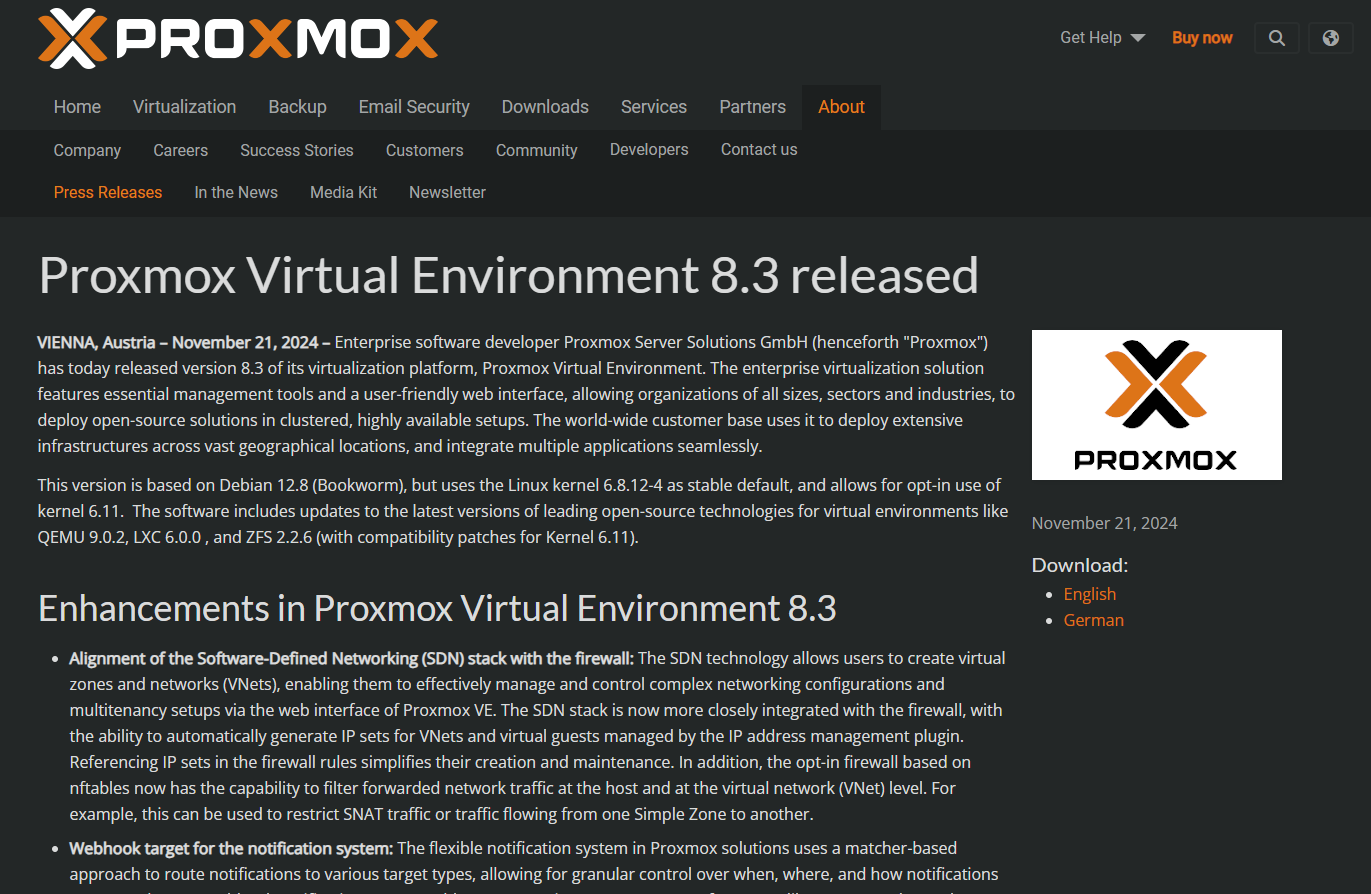 PROXMOX
Get Help
Buy now
Home Virtualization Backup Email Security Downloads Services Partners About
Company Careers Success Stories Customers Community Developers Contact us
Press Releases In the News Media Kit Newsletter
Proxmox Virtual Environment 8.3 released
VIENNA, Austria – November 21, 2024 – Enterprise software developer Proxmox Server Solutions GmbH (henceforth "Proxmox")
has today released version 8.3 of its virtualization platform, Proxmox Virtual Environment. The enterprise virtualization solution
features essential management tools and a user-friendly web interface, allowing organizations of all sizes, sectors and industries, to
deploy open-source solutions in clustered, highly available setups. The world-wide customer base uses it to deploy extensive
infrastructures across vast geographical locations, and integrate multiple applications seamlessly.
This version is based on Debian 12.8 (Bookworm), but uses the Linux kernel 6.8.12-4 as stable default, and allows for opt-in use of
kernel 6.11.  The software includes updates to the latest versions of leading open-source technologies for virtual environments like
QEMU 9.0.2, LXC 6.0.0 , and ZFS 2.2.6 (with compatibility patches for Kernel 6.11).
Enhancements in Proxmox Virtual Environment 8.3
• Alignment of the Software-Defined Networking (SDN) stack with the firewall: The SDN technology allows users to create virtual
zones and networks (VNets), enabling them to effectively manage and control complex networking configurations and
multitenancy setups via the web interface of Proxmox VE. The SDN stack is now more closely integrated with the firewall, with
the ability to automatically generate IP sets for VNets and virtual guests managed by the IP address management plugin.
Referencing IP sets in the firewall rules simplifies their creation and maintenance. In addition, the opt-in firewall based on
nftables now has the capability to filter forwarded network traffic at the host and at the virtual network (VNet) level. For
example, this can be used to restrict SNAT traffic or traffic flowing from one Simple Zone to another.
• Webhook target for the notification system: The flexible notification system in Proxmox solutions uses a matcher-based
approach to route notifications to various target types, allowing for granular control over when, where, and how notifications
PROXMOX
November 21, 2024
Download:
• English
• German